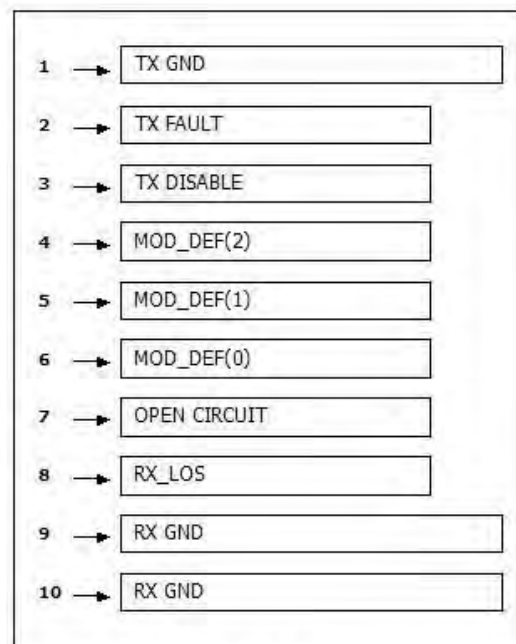 1 TX GND
2 TX FAULT
3 TX DISABLE
4 MOD_DEF(2)
5 MOD_DEF(1)
6 MOD_DEF(0)
7 OPEN CIRCUIT
8 RX_LOS
9 RX GND
10 RX GND